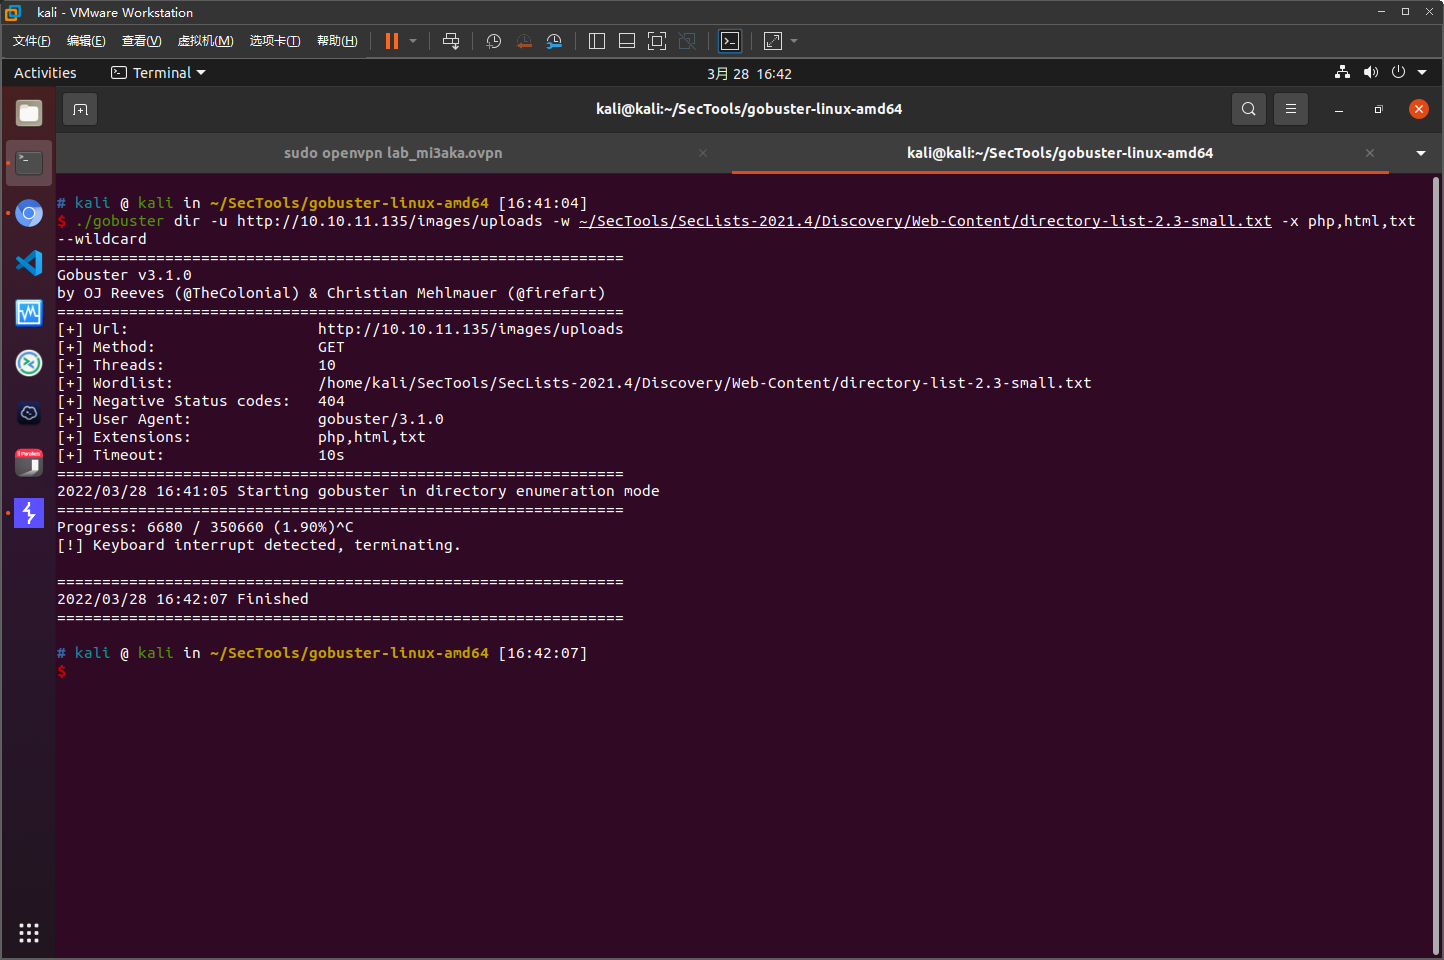 kali - VMware Workstation
文件(F) 编辑(E) 查看(V) 虚拟机(M) 选项卡(T) 帮助(H)
Activities Terminal 3月 28 16:42
kali@kali:~/SecTools/gobuster-linux-amd64
sudo openvpn lab_mi3aka.ovpn kali@kali:~/SecTools/gobuster-linux-amd64
# kali @ kali in ~/SecTools/gobuster-linux-amd64 [16:41:04]
$ ./gobuster dir -u http://10.10.11.135/images/uploads -w ~/SecTools/SecLists-2021.4/Discovery/Web-Content/directory-list-2.3-small.txt -x php,html,txt
--wildcard
===============================================================
Gobuster v3.1.0
by OJ Reeves (@TheColonial) & Christian Mehlmauer (@firefart)
===============================================================
[+] Url:                     http://10.10.11.135/images/uploads
[+] Method:                  GET
[+] Threads:                 10
[+] Wordlist:                /home/kali/SecTools/SecLists-2021.4/Discovery/Web-Content/directory-list-2.3-small.txt
[+] Negative Status codes:   404
[+] User Agent:              gobuster/3.1.0
[+] Extensions:              php,html,txt
[+] Timeout:                 10s
===============================================================
2022/03/28 16:41:05 Starting gobuster in directory enumeration mode
===============================================================
Progress: 6680 / 350660 (1.90%)^C
[!] Keyboard interrupt detected, terminating.
===============================================================
2022/03/28 16:42:07 Finished
===============================================================
# kali @ kali in ~/SecTools/gobuster-linux-amd64 [16:42:07]
$